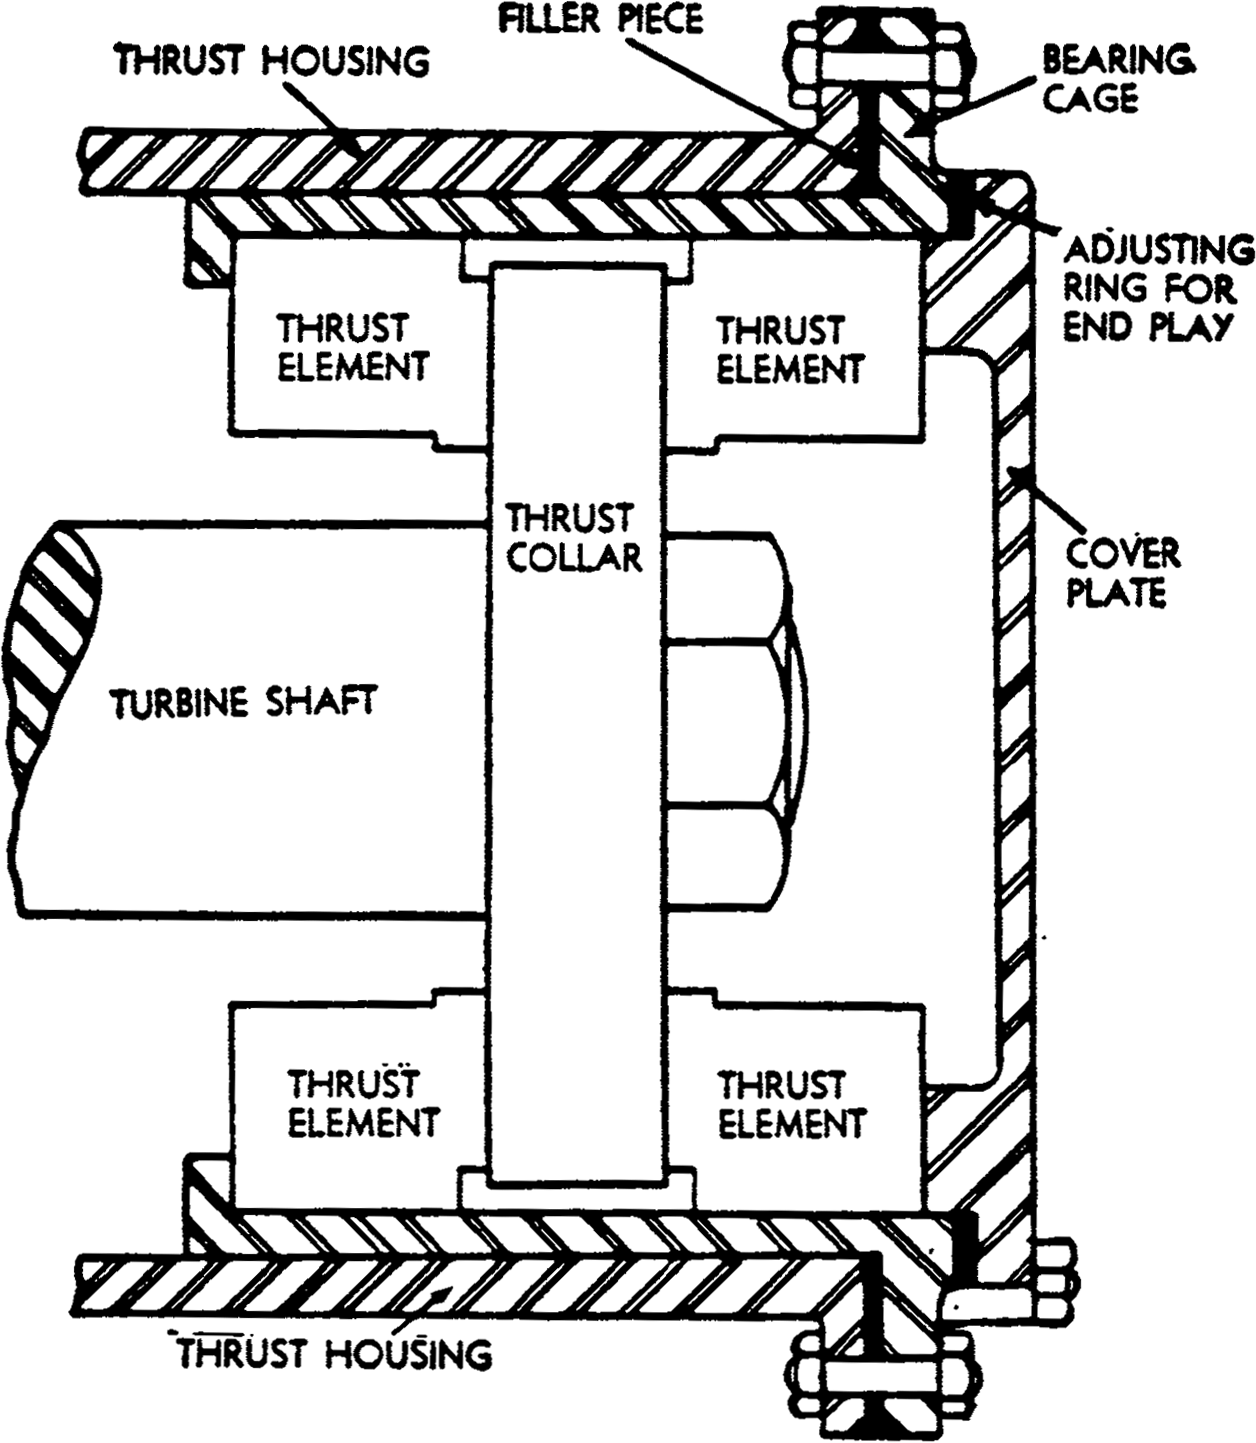 FILLER PIECE
THRUST HOUSING
BEARING
CAGE
ADJUSTING
RING FOR
END PLAY
THRUST
ELEMENT
THRUST
ELEMENT
THRUST
COLLAR
COVER
PLATE
TURBINE SHAFT
THRUST
ELEMENT
THRUST
ELEMENT
THRUST HOUSING